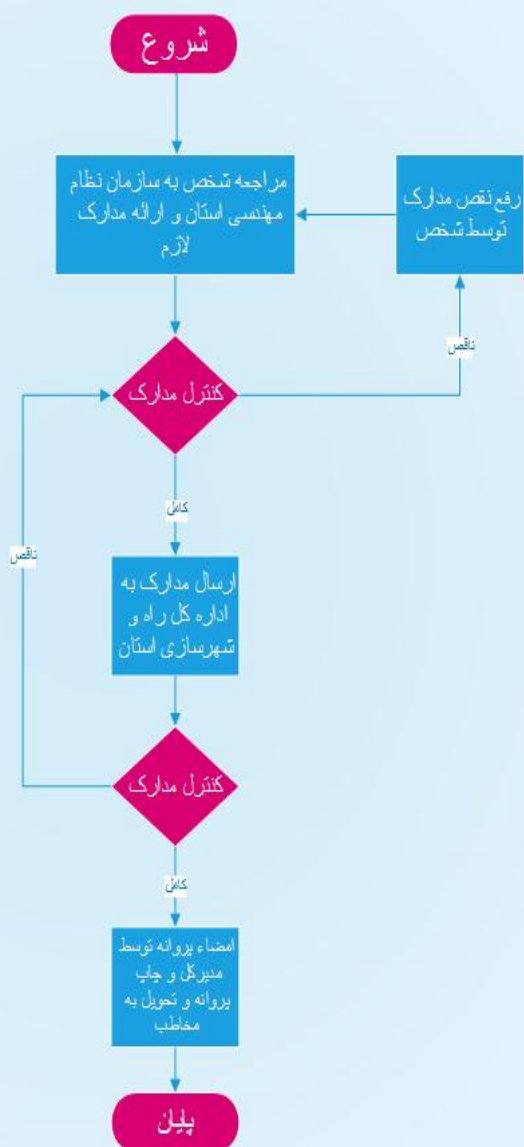 شروع
مراجعه شخص به سازمان نظام
مهندسی استان و ارائه مدارک
لازم
رفع نقص مدارک
توسط شخص
ناقص
کنترل مدارک
کامل
ناقص
ارسال مدارک به
اداره کل راه و
شهرسازی استان
کنترل مدارک
کامل
امضاء پروانه توسط
مدیرکل و چاپ
پروانه و تحویل به
مخاطب
پایان